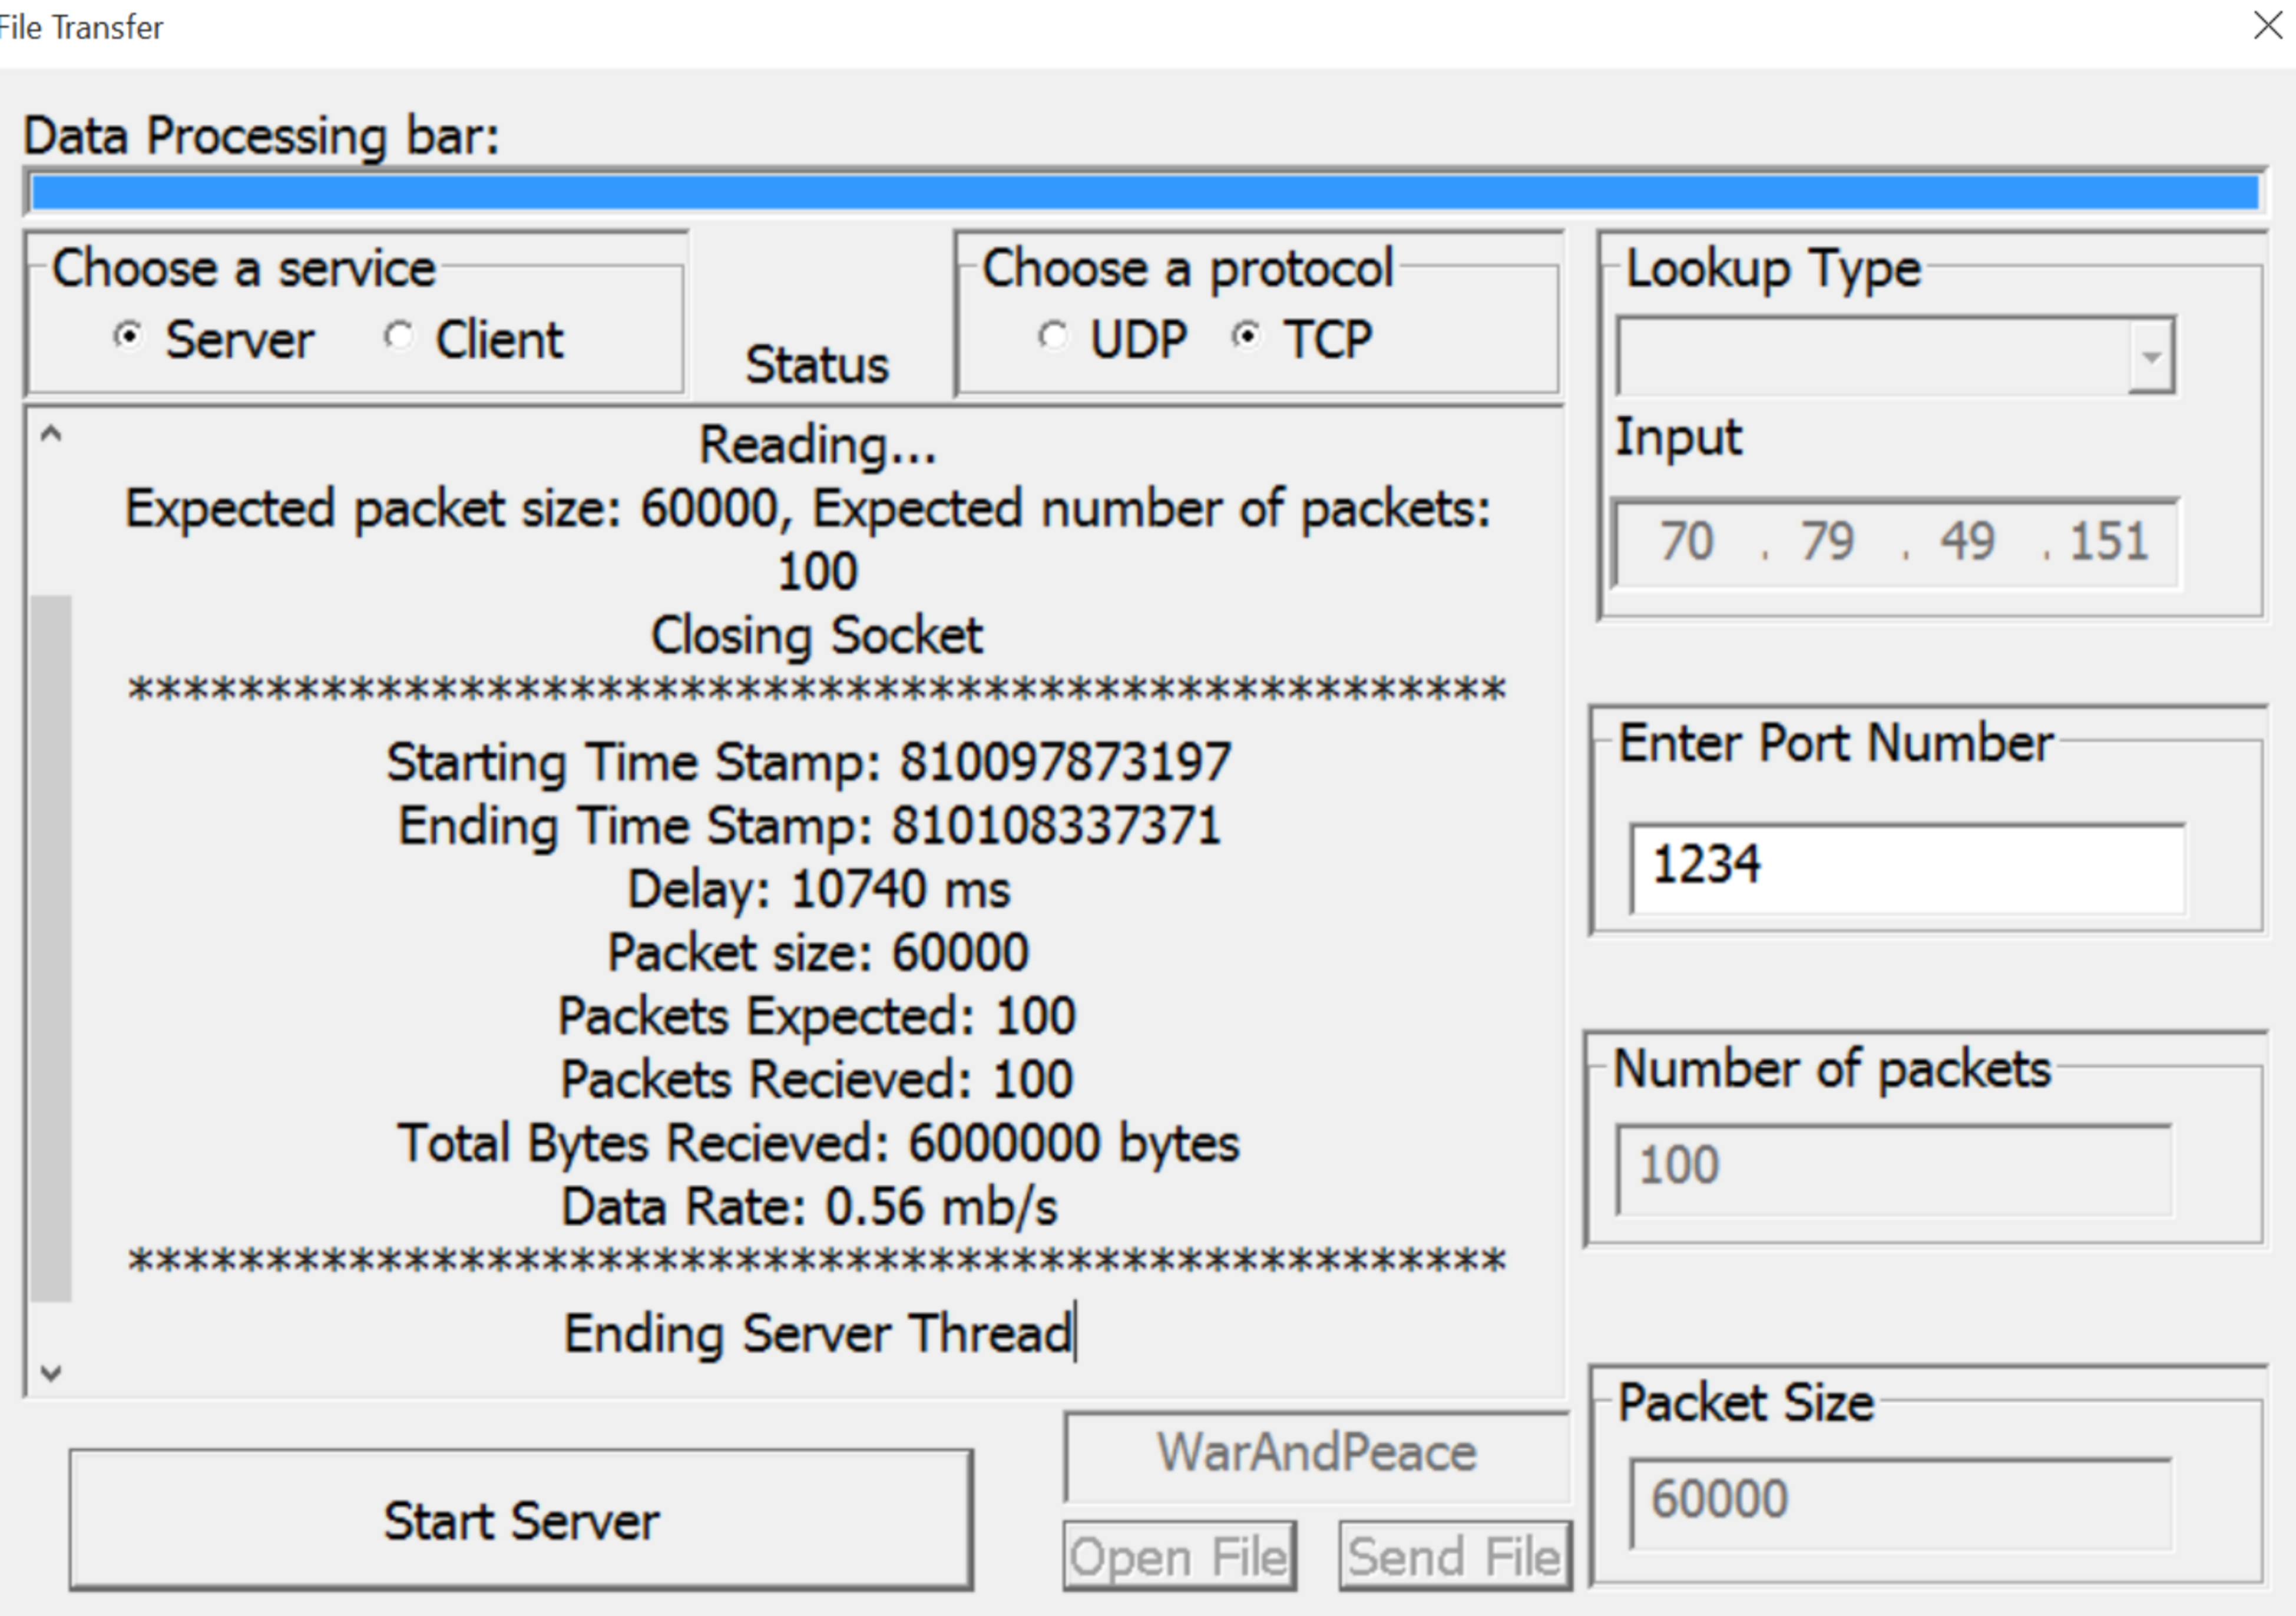 File Transfer
Data Processing bar:
Choose a service
Server Client
Status
Choose a protocol
UDP TCP
Lookup Type
Input
70 . 79 . 49 . 151
Reading...
Expected packet size: 60000, Expected number of packets:
100
Closing Socket
**************************************************
Starting Time Stamp: 810097873197
Ending Time Stamp: 810108337371
Delay: 10740 ms
Packet size: 60000
Packets Expected: 100
Packets Recieved: 100
Total Bytes Recieved: 6000000 bytes
Data Rate: 0.56 mb/s
**************************************************
Ending Server Thread
Enter Port Number
1234
Number of packets
100
Packet Size
60000
Start Server
WarAndPeace
Open File Send File